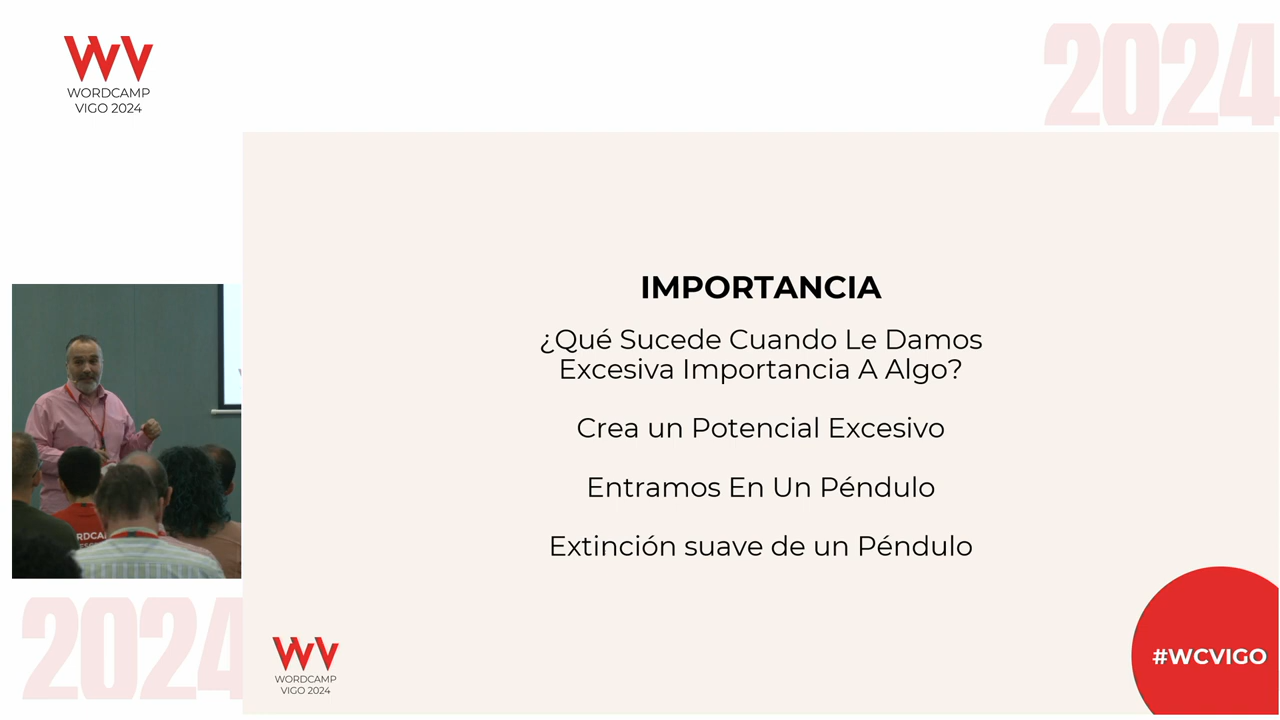 WORDCAMP
VIGO 2024
2024
IMPORTANCIA
¿Qué Sucede Cuando Le Damos
Excesiva Importancia A Algo?
Crea un Potencial Excesivo
Entramos En Un Péndulo
Extinción suave de un Péndulo
2024
WORDCAMP
VIGO 2024
#WCVIGO